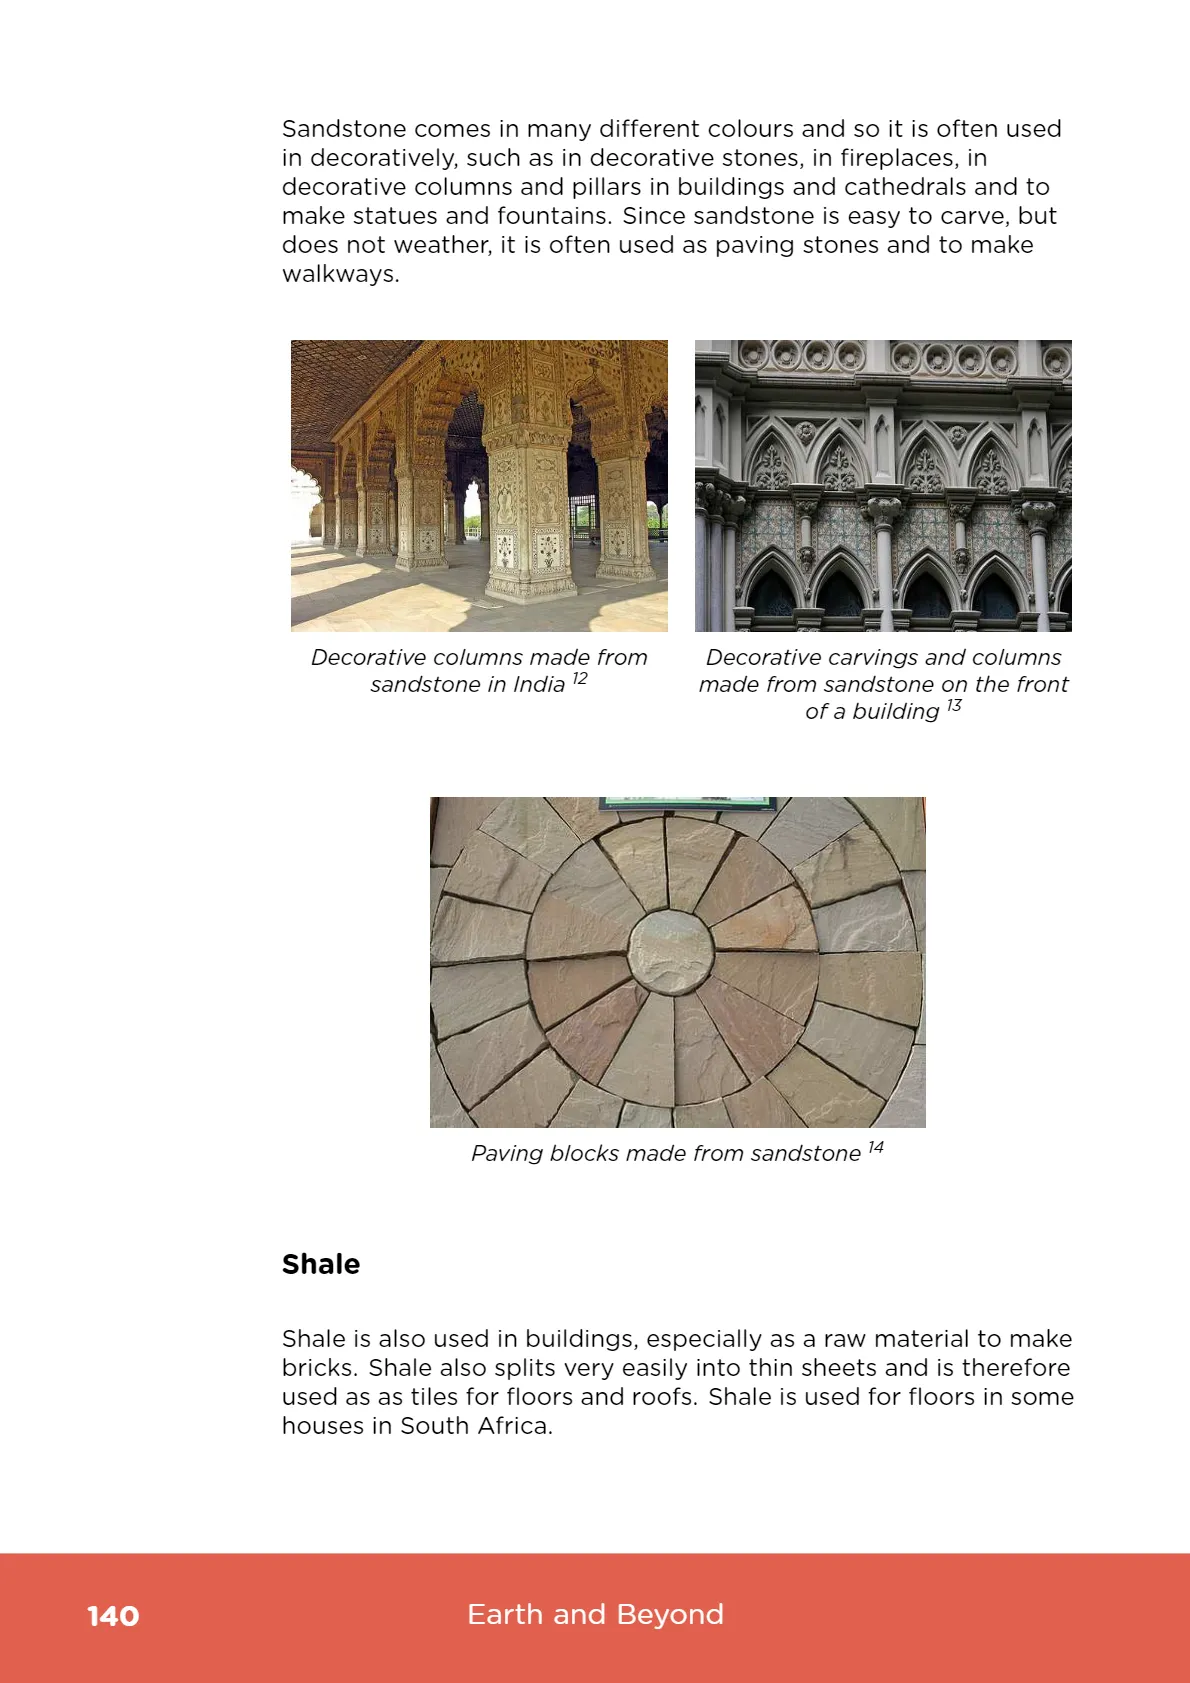 Sandstone comes in many different colours and so it is often used
in decoratively, such as in decorative stones, in fireplaces, in
decorative columns and pillars in buildings and cathedrals and to
make statues and fountains. Since sandstone is easy to carve, but
does not weather, it is often used as paving stones and to make
walkways.
Decorative columns made from
sandstone in India 12
Decorative carvings and columns
made from sandstone on the front
of a building 13
Paving blocks made from sandstone 14
Shale
Shale is also used in buildings, especially as a raw material to make
bricks. Shale also splits very easily into thin sheets and is therefore
used as as tiles for floors and roofs. Shale is used for floors in some
houses in South Africa.
140
Earth and Beyond